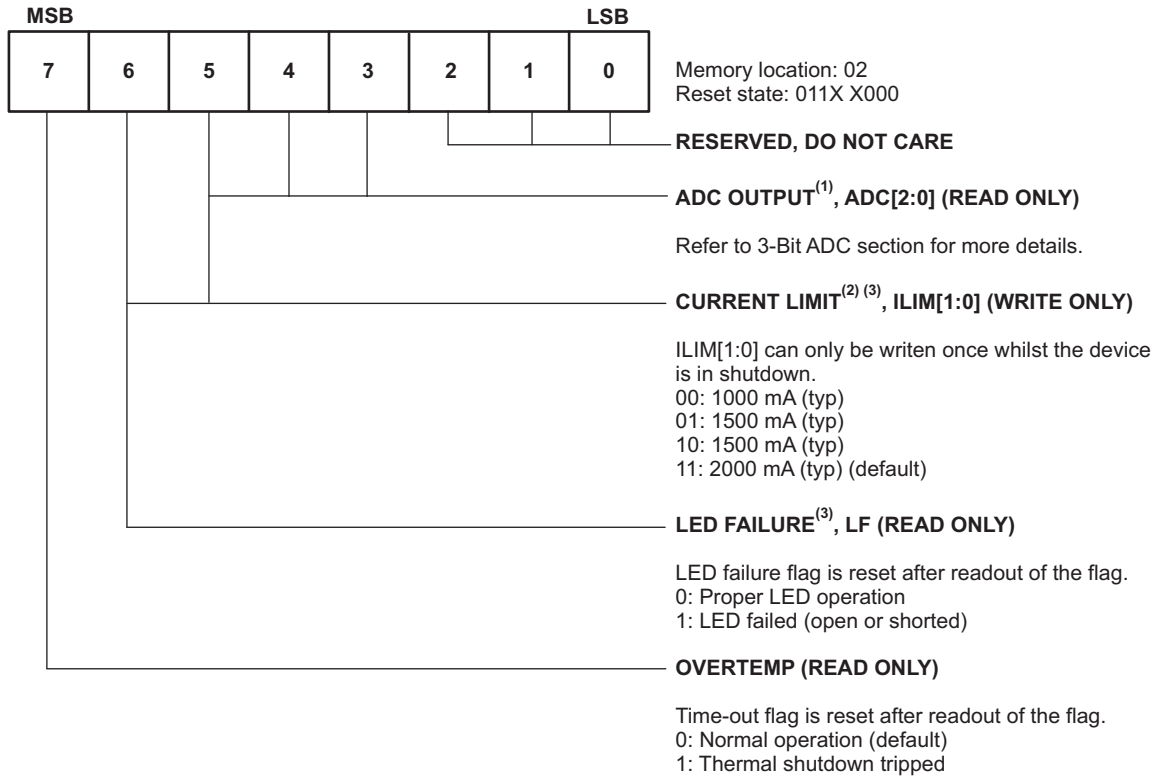 MSB LSB
7 6 5 4 3 2 1 0
Memory location: 02
Reset state: 011X X000
RESERVED, DO NOT CARE
ADC OUTPUT(1), ADC[2:0] (READ ONLY)
Refer to 3-Bit ADC section for more details.
CURRENT LIMIT(2) (3), ILIM[1:0] (WRITE ONLY)
ILIM[1:0] can only be writen once whilst the device
is in shutdown.
00: 1000 mA (typ)
01: 1500 mA (typ)
10: 1500 mA (typ)
11: 2000 mA (typ) (default)
LED FAILURE(3), LF (READ ONLY)
LED failure flag is reset after readout of the flag.
0: Proper LED operation
1: LED failed (open or shorted)
OVERTEMP (READ ONLY)
Time-out flag is reset after readout of the flag.
0: Normal operation (default)
1: Thermal shutdown tripped